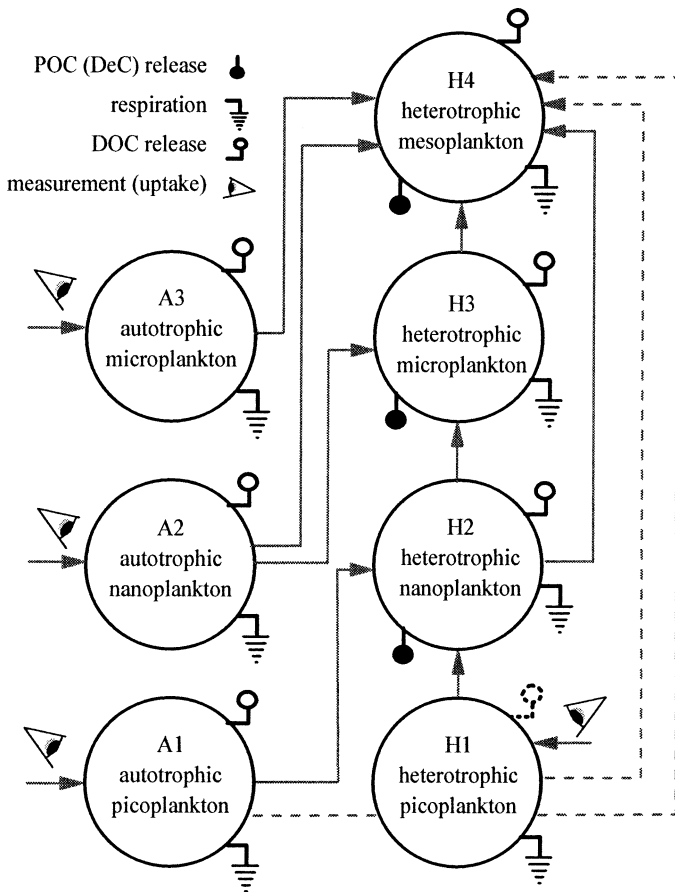 POC (DeC) release
respiration
DOC release
measurement (uptake)
H4
heterotrophic
mesoplankton
A3
autotrophic
microplankton
H3
heterotrophic
microplankton
A2
autotrophic
nanoplankton
H2
heterotrophic
nanoplankton
A1
autotrophic
picoplankton
H1
heterotrophic
picoplankton